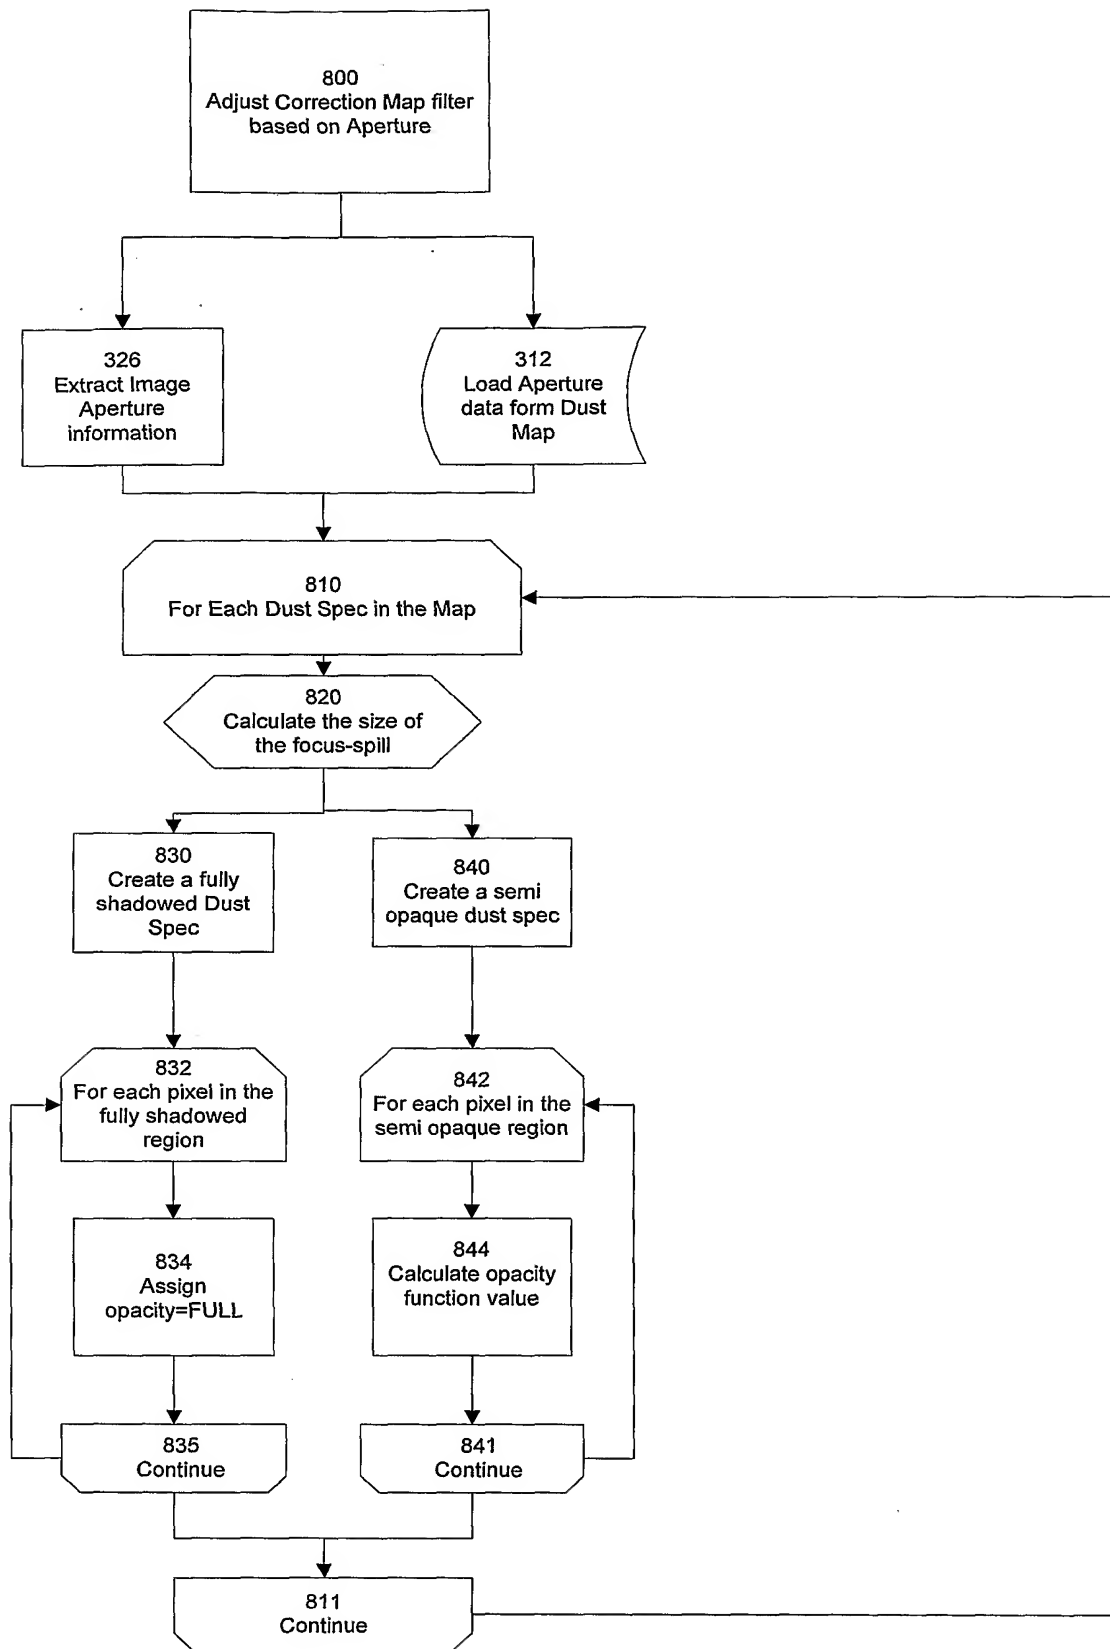 800
Adjust Correction Map filter
based on Aperture
326
Extract Image
Aperture
information
312
Load Aperture
data form Dust
Map
810
For Each Dust Spec in the Map
820
Calculate the size of
the focus-spill
830
Create a fully
shadowed Dust
Spec
840
Create a semi
opaque dust spec
832
For each pixel in the
fully shadowed
region
842
For each pixel in the
semi opaque region
834
Assign
opacity=FULL
844
Calculate opacity
function value
835
Continue
841
Continue
811
Continue